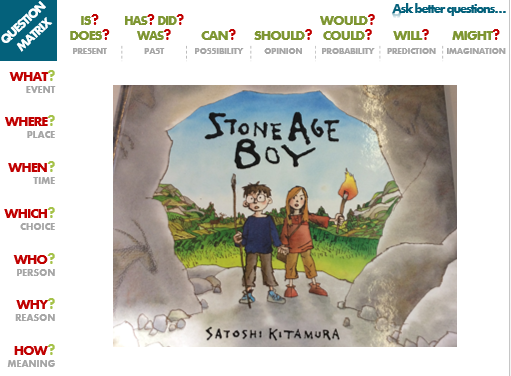 QUESTION
MATRIX
Ask better questions...
IS?
DOES?
PRESENT
HAS? DID?
WAS?
PAST
CAN?
POSSIBILITY
SHOULD?
OPINION
WOULD?
COULD?
PROBABILITY
WILL?
PREDICTION
MIGHT?
IMAGINATION
WHAT?
EVENT
WHERE?
PLACE
WHEN?
TIME
WHICH?
CHOICE
WHO?
PERSON
WHY?
REASON
HOW?
MEANING
STONE AGE
BOY
SATOSHI KITAMURA